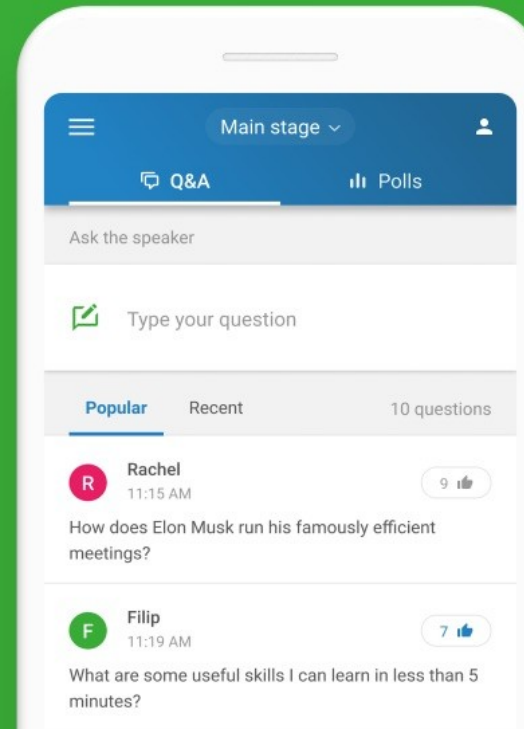 Main stage
Q&A
Polls
Ask the speaker
Type your question
Popular
Recent
10 questions
R
Rachel
11:15 AM
9
How does Elon Musk run his famously efficient
meetings?
F
Filip
11:19 AM
7
What are some useful skills I can learn in less than 5
minutes?